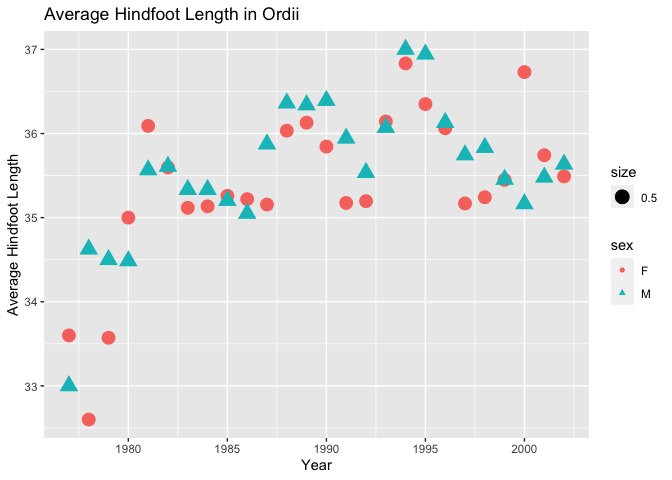 Average Hindfoot Length in Ordii
37
36
35
34
33
Average Hindfoot Length
1980
1985
1990
1995
2000
Year
size
0.5
sex
F
M